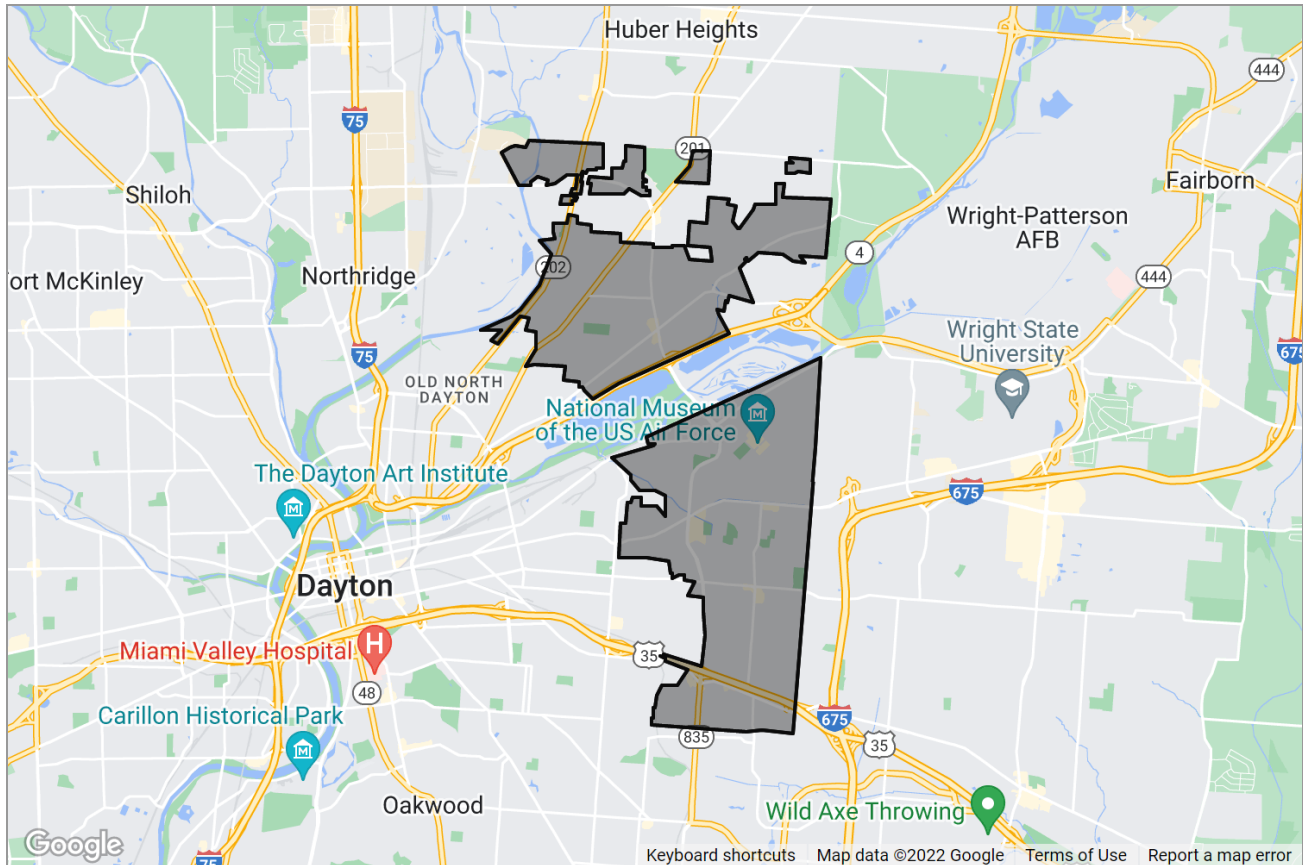 Huber Heights
444
75
201
Shiloh
Fairborn
Wright-Patterson
AFB
4
ort McKinley
Northridge
202
444
Wright State
University
75
675
OLD NORTH
DAYTON
National Museum
of the US Air Force
The Dayton Art Institute
675
Dayton
Miami Valley Hospital
H
35
48
Carillon Historical Park
675
835
35
Oakwood
Wild Axe Throwing
Google
75
Keyboard shortcuts
Map data ©2022 Google
Terms of Use
Report a map error